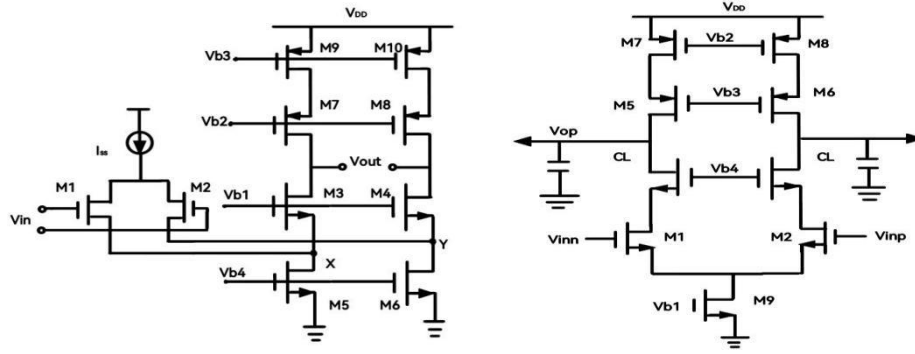 VDD
M9
M10
Vb3
M7
M8
Vb2
Iss
Vout
M1
M2
Vb1
M3
M4
Vin
Y
X
Vb4
M5
M6
VDD
M7
Vb2
M8
M5
Vb3
M6
Vop
CL
CL
Vb4
Vinn
M1
M2
Vinp
Vb1
M9